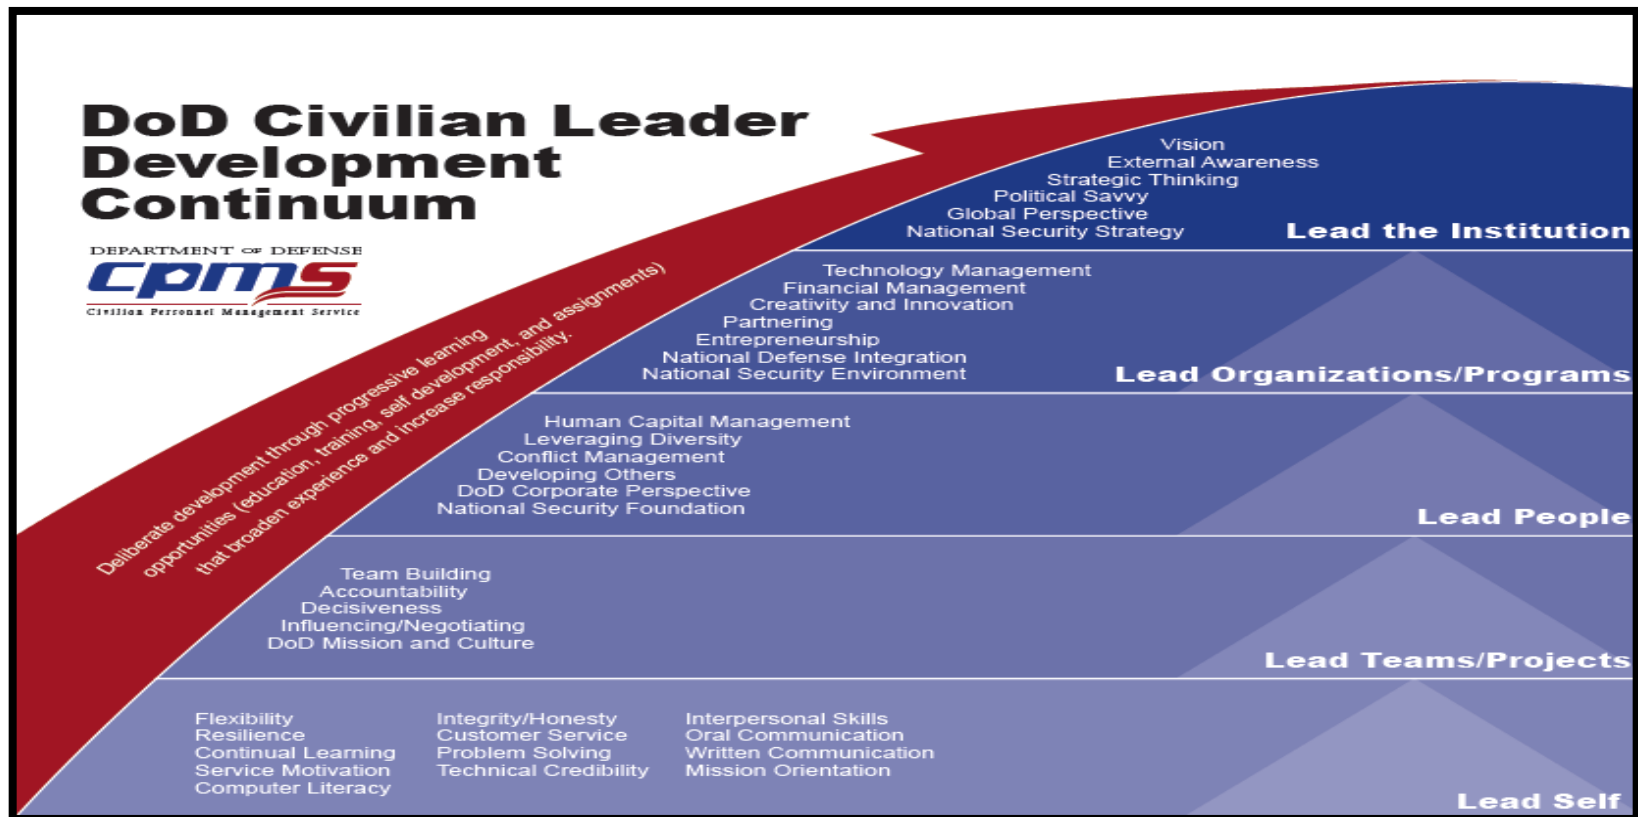 DoD Civilian Leader
Development
Continuum
DEPARTMENT OF DEFENSE
cpms
Civilian Personnel Management Service
Deliberate development through progressive learning
opportunities (education, training, self development, and assignments)
that broaden experience and increase responsibility.
Vision
External Awareness
Strategic Thinking
Political Savvy
Global Perspective
National Security Strategy
Lead the Institution
Technology Management
Financial Management
Creativity and Innovation
Partnering
Entrepreneurship
National Defense Integration
National Security Environment
Lead Organizations/Programs
Human Capital Management
Leveraging Diversity
Conflict Management
Developing Others
DoD Corporate Perspective
National Security Foundation
Lead People
Team Building
Accountability
Decisiveness
Influencing/Negotiating
DoD Mission and Culture
Lead Teams/Projects
Flexibility
Resilience
Continual Learning
Service Motivation
Computer Literacy
Integrity/Honesty
Customer Service
Problem Solving
Technical Credibility
Interpersonal Skills
Oral Communication
Written Communication
Mission Orientation
Lead Self